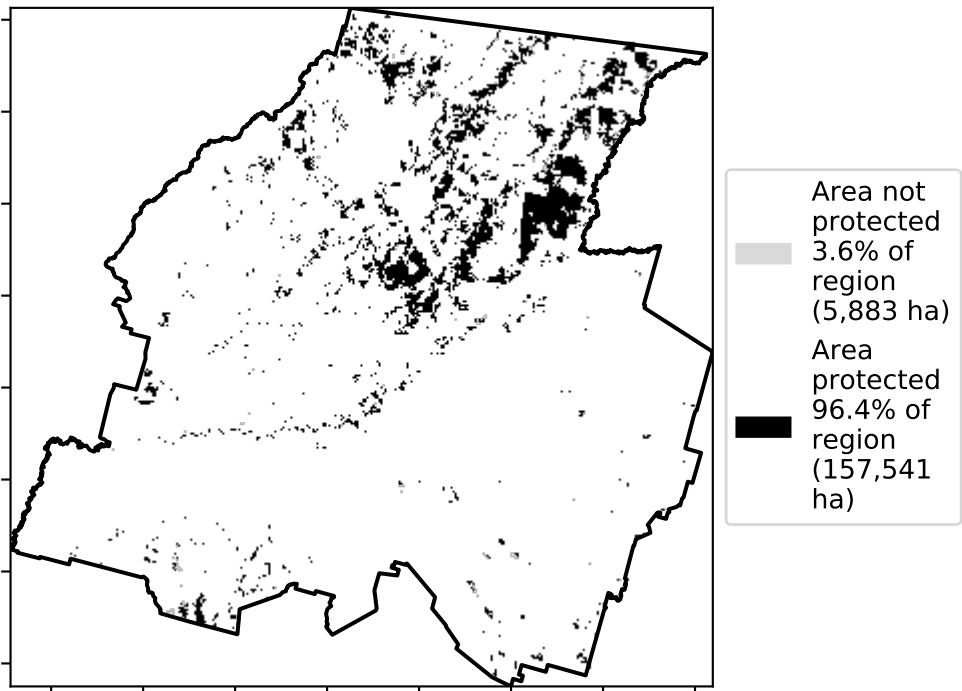 Area not
protected
3.6% of
region
(5,883 ha)
Area
protected
96.4% of
region
(157,541
ha)